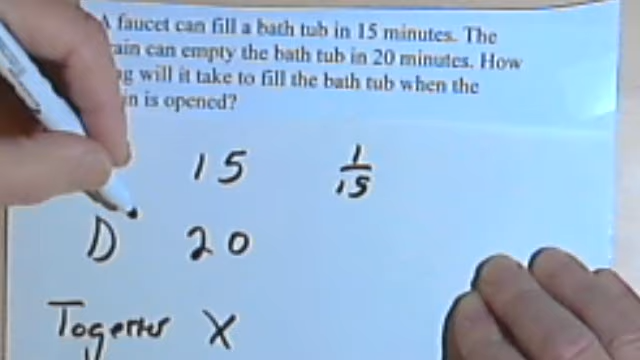 A faucet can fill a bath tub in 15 minutes. The
can empty the bath tub in 20 minutes. How
will it take to fill the bath tub when the
is opened?
15 1/15
D 20
Together X